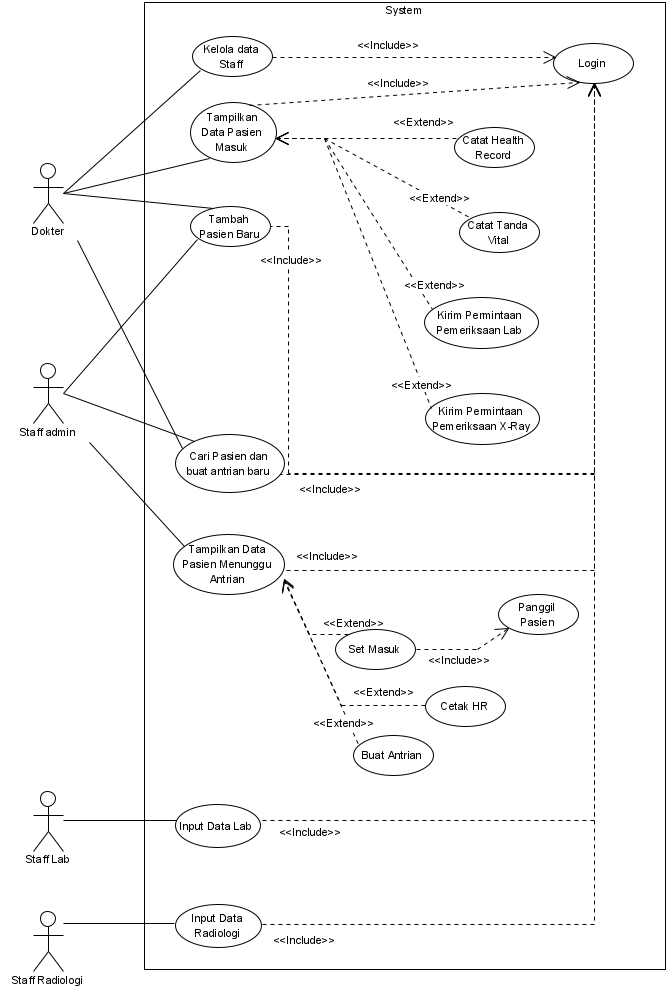 System
Kelola data
Staff
<<Include>>
Login
<<Include>>
Tampilkan
Data Pasien
Masuk
<<Extend>>
Catat Health
Record
Dokter
Tambah
Pasien Baru
<<Extend>>
Catat Tanda
Vital
<<Include>>
<<Extend>>
Kirim Permintaan
Pemeriksaan Lab
<<Extend>>
Kirim Permintaan
Pemeriksaan X-Ray
Staff admin
Cari Pasien dan
buat antrian baru
<<Include>>
Tampilkan Data
Pasien Menunggu
Antrian
<<Include>>
<<Extend>>
Set Masuk
<<Include>>
Panggil
Pasien
<<Extend>>
Cetak HR
<<Extend>>
Buat Antrian
Staff Lab
Input Data Lab
<<Include>>
Staff Radiologi
Input Data
Radiologi
<<Include>>